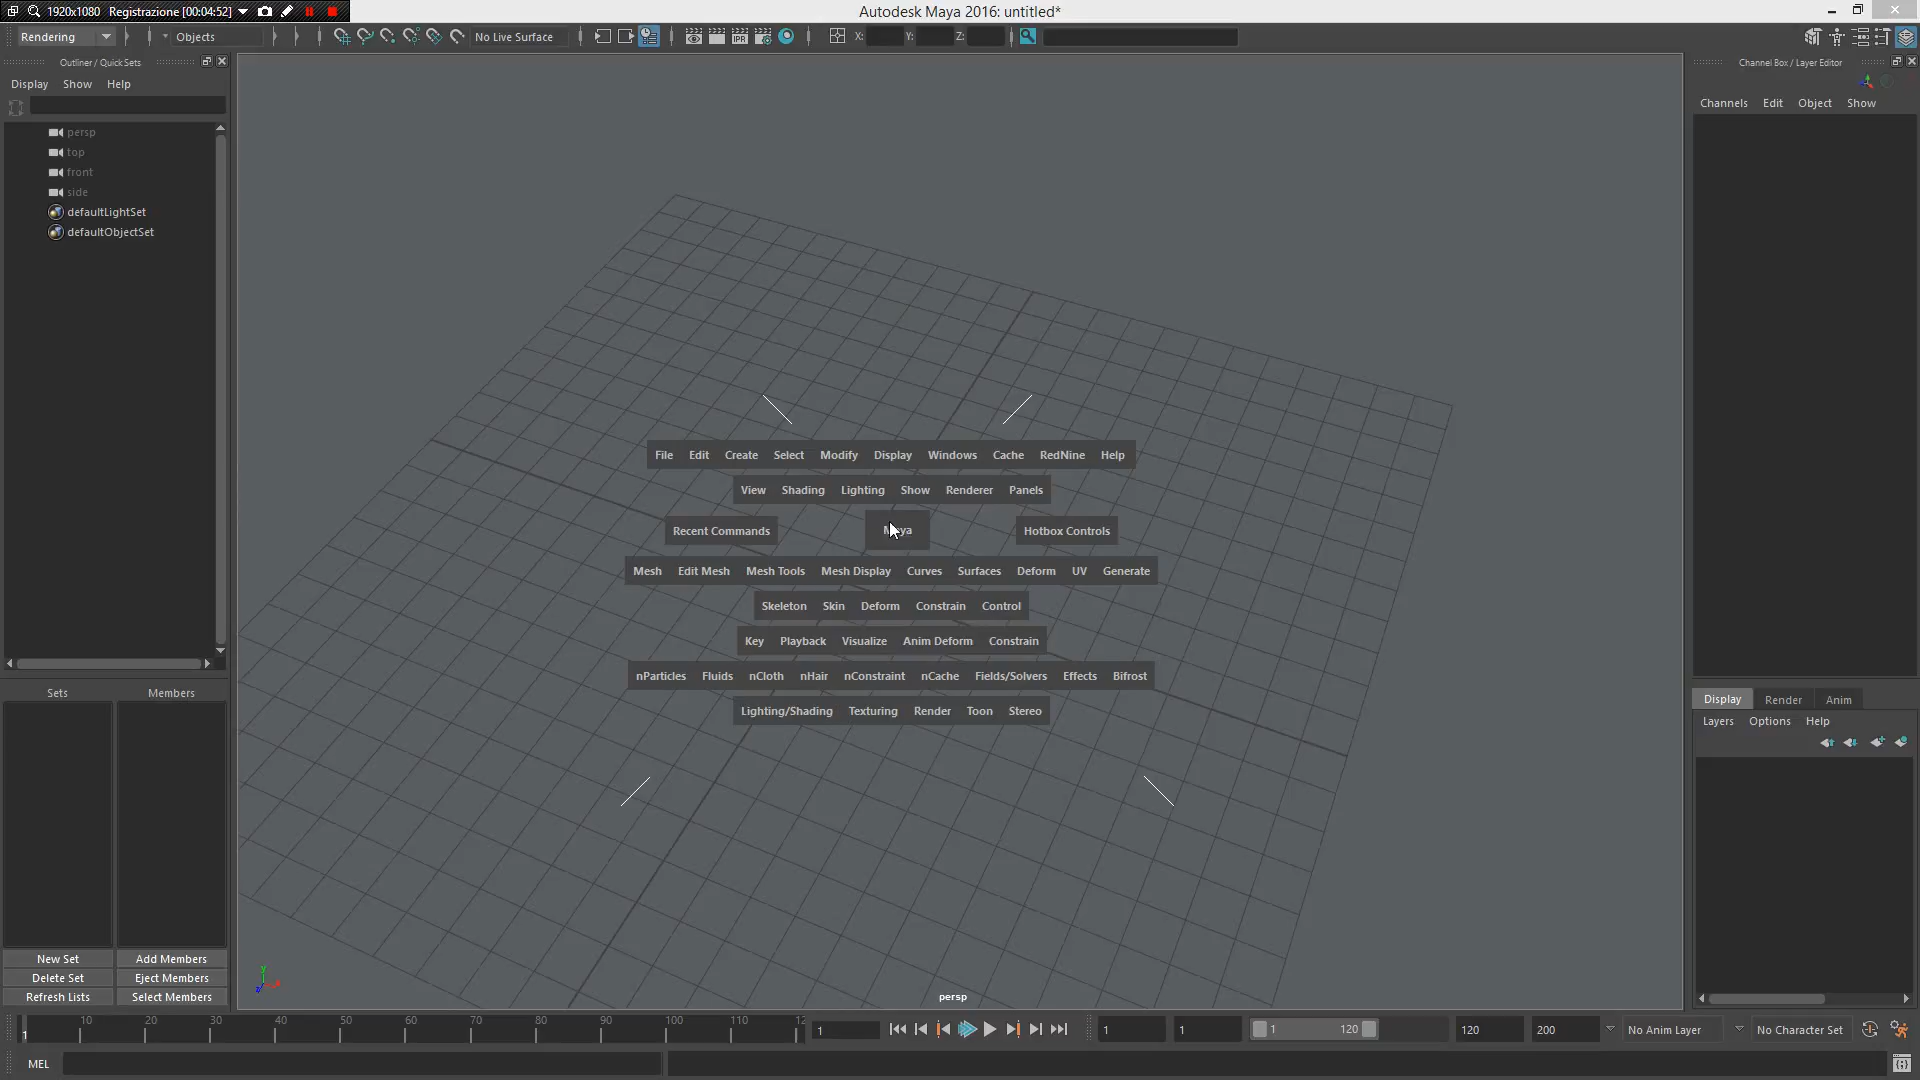 1920x1080 Registrazione [00:04:52]
Autodesk Maya 2016: untitled*
Rendering
Objects
No Live Surface
IPR
X:
Y:
Z:
Outliner / Quick Sets
Channel Box / Layer Editor
Display Show Help
Channels Edit Object Show
persp
top
front
side
defaultLightSet
defaultObjectSet
File Edit Create Select Modify Display Windows Cache RedNine Help
View Shading Lighting Show Renderer Panels
Recent Commands
Maya
Hotbox Controls
Mesh Edit Mesh Mesh Tools Mesh Display Curves Surfaces Deform UV Generate
Skeleton Skin Deform Constrain Control
Key Playback Visualize Anim Deform Constrain
nParticles Fluids nCloth nHair nConstraint nCache Fields/Solvers Effects Bifrost
Lighting/Shading Texturing Render Toon Stereo
Sets
Members
Display Render Anim
Layers Options Help
New Set
Add Members
Delete Set
Eject Members
Refresh Lists
Select Members
y
x
z
persp
1 10 20 30 40 50 60 70 80 90 100 110 12
1
1
1
1 120
120
200
No Anim Layer
No Character Set
MEL